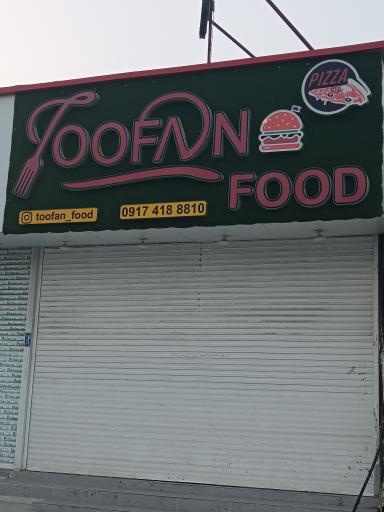 PIZZA
TOOFAN
FOOD
toofan_food
0917 418 8810